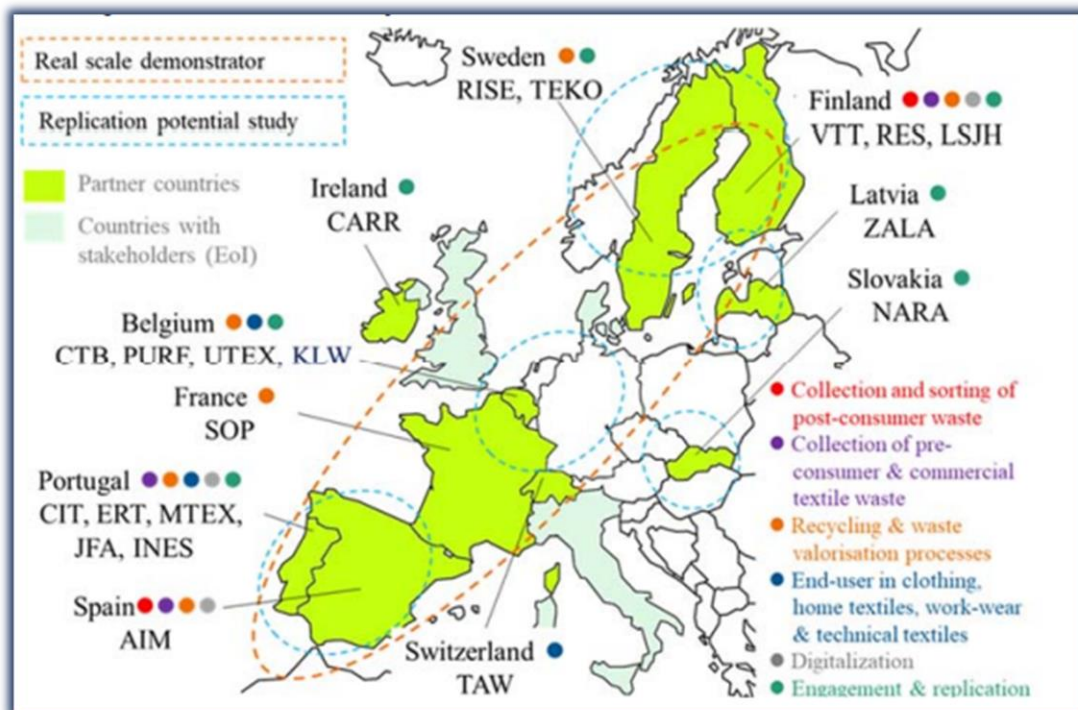 Real scale demonstrator
Replication potential study
Partner countries
Countries with
stakeholders (EoI)
Sweden
RISE, TEKO
Finland
VTT, RES, LSJH
Ireland
CARR
Latvia
ZALA
Slovakia
NARA
Belgium
CTB, PURF, UTEX, KLW
France
SOP
Portugal
CIT, ERT, MTEX,
JFA, INES
Spain
AIM
Switzerland
TAW
Collection and sorting of
post-consumer waste
Collection of pre-
consumer & commercial
textile waste
Recycling & waste
valorisation processes
End-user in clothing,
home textiles, work-wear
& technical textiles
Digitalization
Engagement & replication